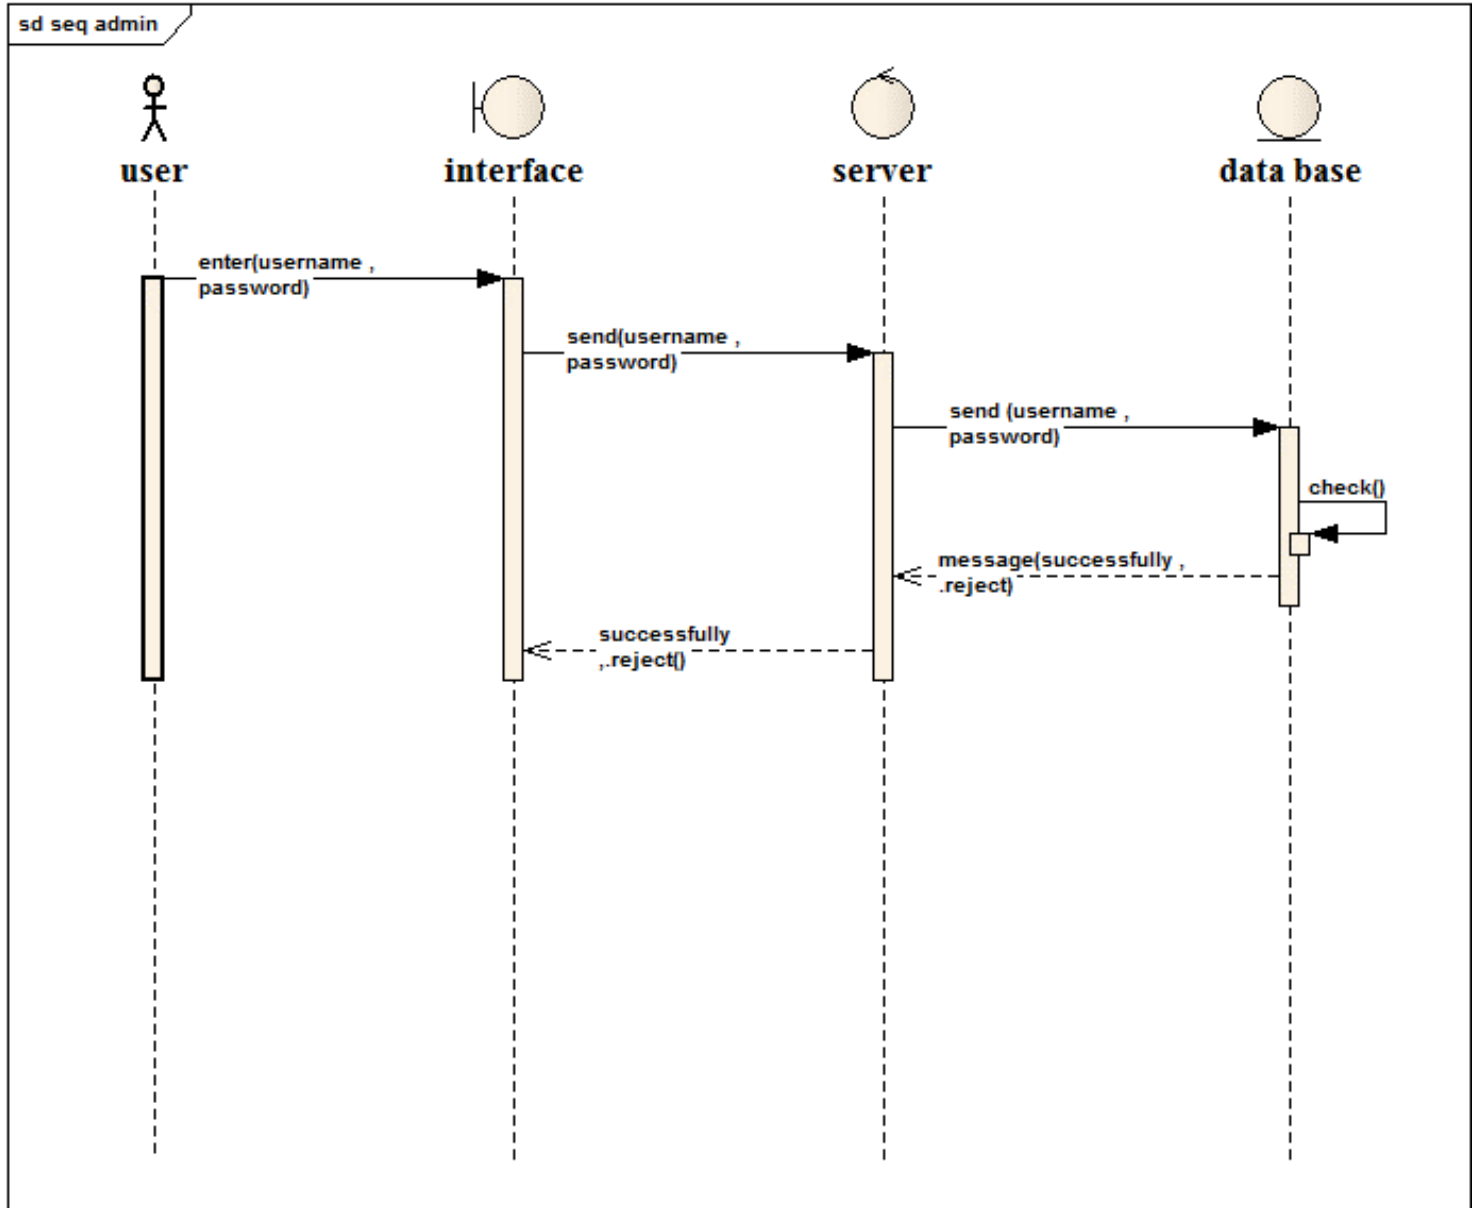 sd seq admin
user
interface
server
data base
enter(username ,
password)
send(username ,
password)
send (username ,
password)
check()
message(successfully ,
.reject)
successfully
,.reject()